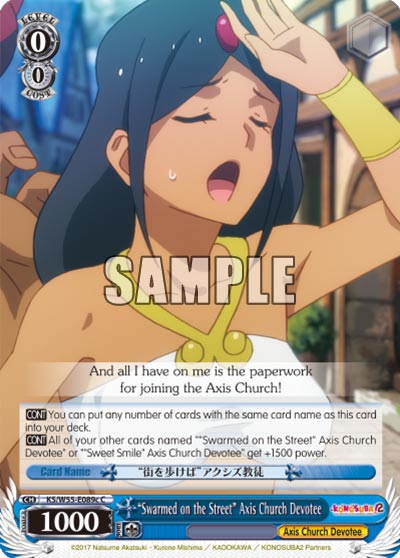 LEVEL
0
0
COST
SAMPLE
And all I have on me is the paperwork
for joining the Axis Church!
CONT You can put any number of cards with the same card name as this card
into your deck.
CONT All of your other cards named ""Swarmed on the Street" Axis Church
Devotee" or ""Sweet Smile" Axis Church Devotee" get +1500 power.
Card Name
"街を歩けば" アクシズ教徒
CH
KS/W55-E089c C
POWER
1000
"Swarmed on the Street" Axis Church Devotee
KONOSUBA 2
Axis Church Devotee
©2017 Natsume Akatsuki・Kurone Mishima / KADOKAWA / KONOSUBA2 Partners